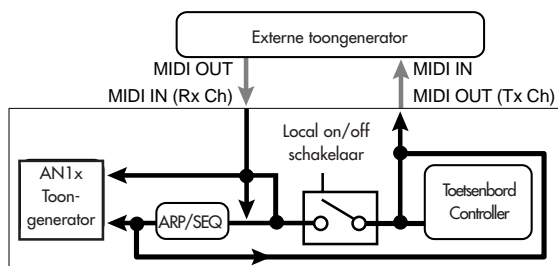 Externe toongenerator
MIDI OUT
MIDI IN
MIDI IN (Rx Ch)
MIDI OUT (Tx Ch)
Local on/off
schakelaar
AN1x
Toon-
generator
ARP/SEQ
Toetsenbord
Controller